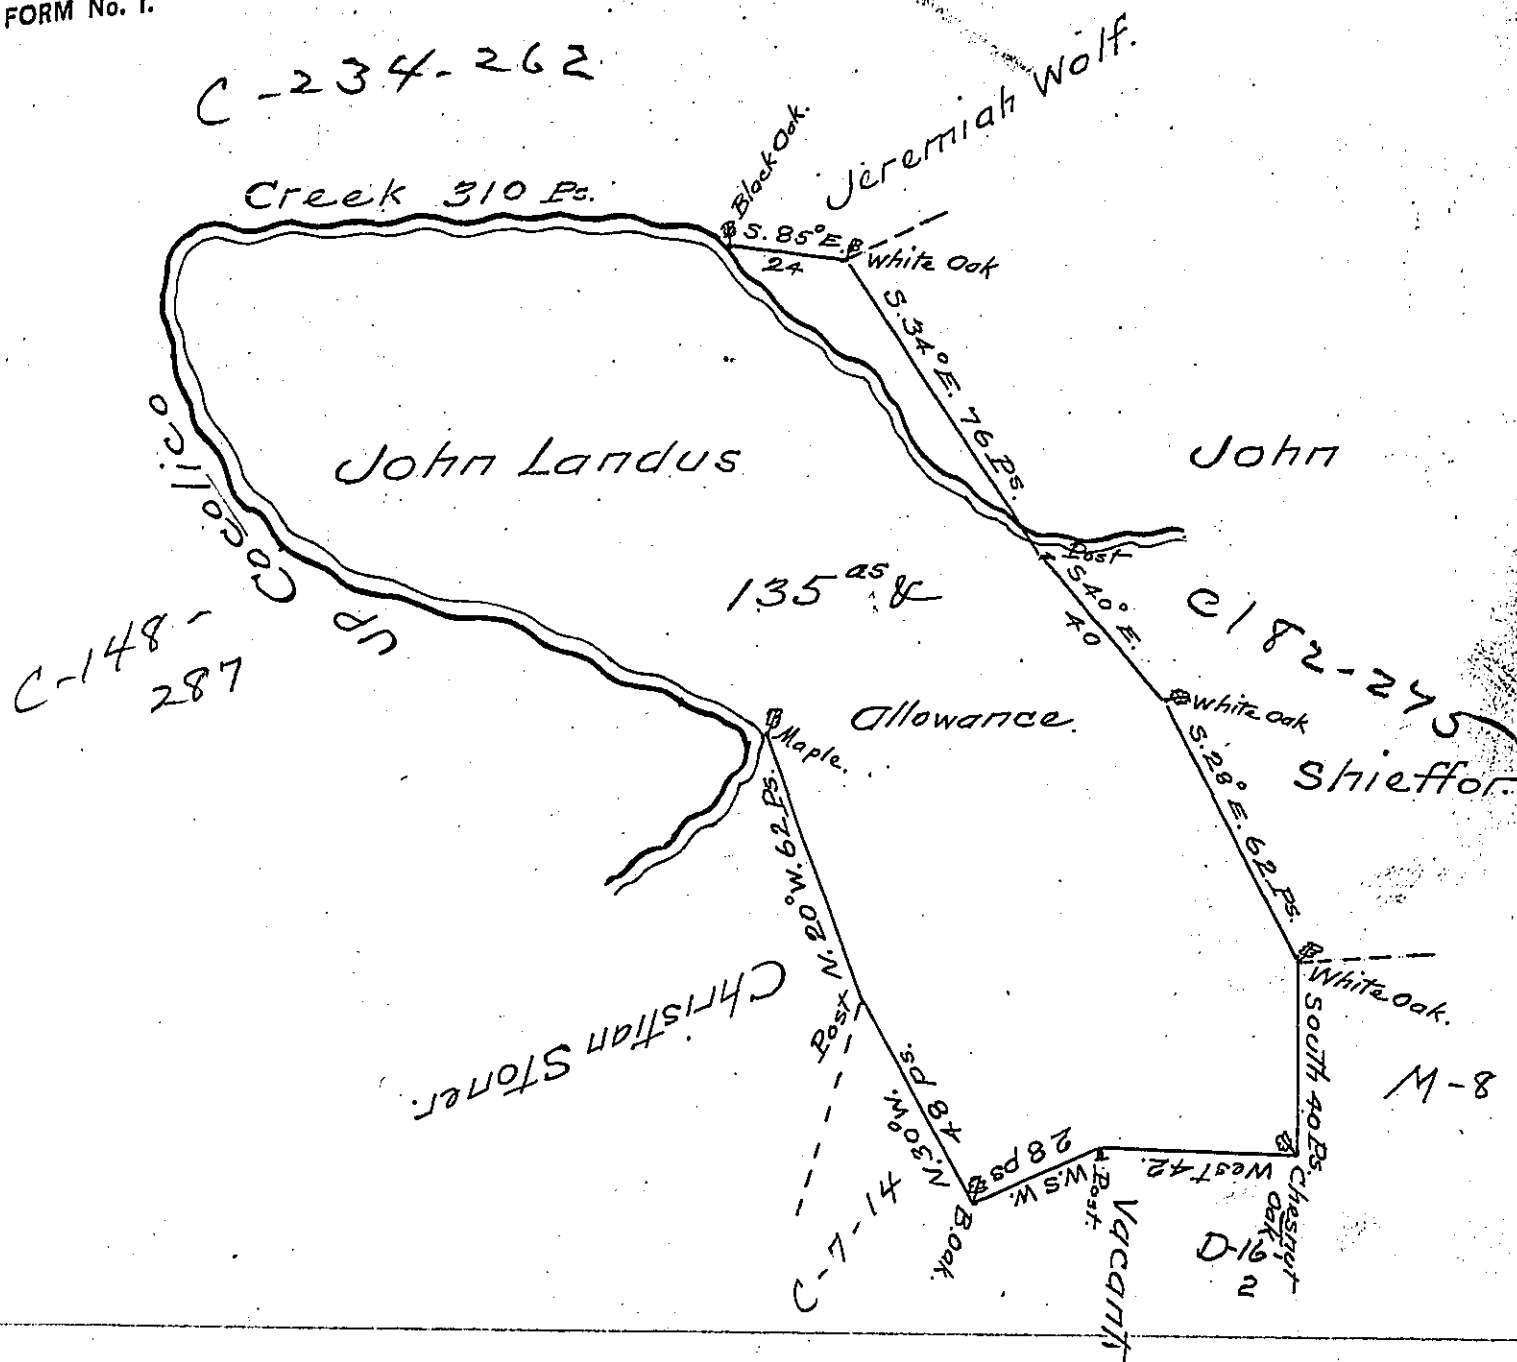 FORM No. 1.
C-234-262
Jeremiah Wolf.
Black Oak.
Creek 310 Ps.
S. 85° E.
24
White Oak
S. 34° E. 76 Ps.
John Landus
John
Up Cocolico
135 as &
Allowance.
Post
S 40° E.
40
C182-275
C-148-
287
White Oak
Maple.
S. 28° E. 62 Ps.
Shieffor.
N. 20° W. 62 Ps.
Christian Stoner.
Post
White Oak.
South 40 Ps.
M-8
48 ps.
N. 30° W.
28 ps
W.S.W.
Post.
West 42.
Chesnut
Oak.
B.oak.
C-7-14
Vacant
D-16
2